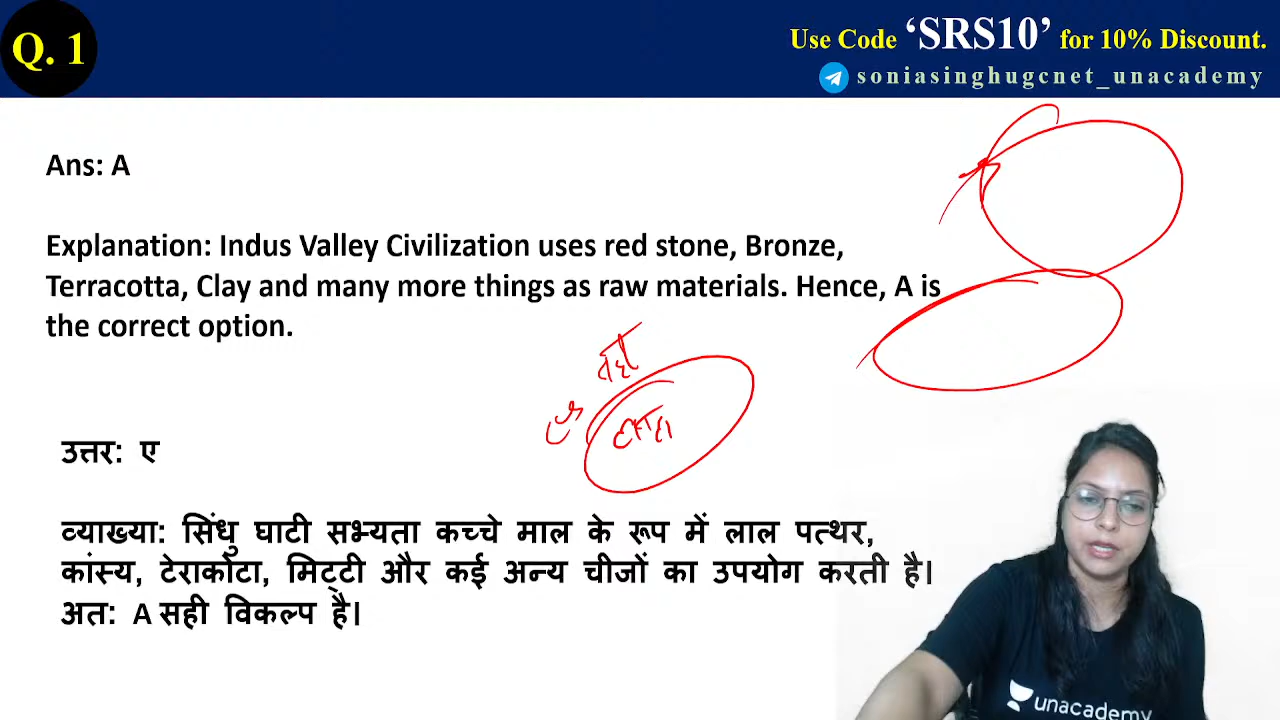 Q. 1
Use Code ‘SRS10’ for 10% Discount.
soniasinghugcnet_unacademy
Ans: A
Explanation: Indus Valley Civilization uses red stone, Bronze,
Terracotta, Clay and many more things as raw materials. Hence, A is
the correct option.
उत्तर: ए
व्याख्या: सिंधु घाटी सभ्यता कच्चे माल के रूप में लाल पत्थर,
कांस्य, टेराकोटा, मिट्टी और कई अन्य चीजों का उपयोग करती है।
अत: A सही विकल्प है।
unacademy